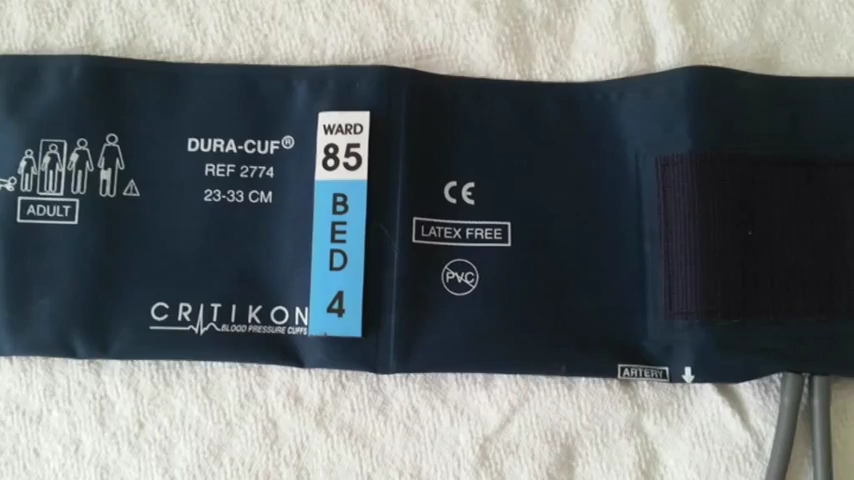 ADULT
DURA-CUF®
REF 2774
23-33 CM
CRITIKON
BLOOD PRESSURE CUFFS
WARD
85
BED
4
CE
LATEX FREE
PVC
ARTERY